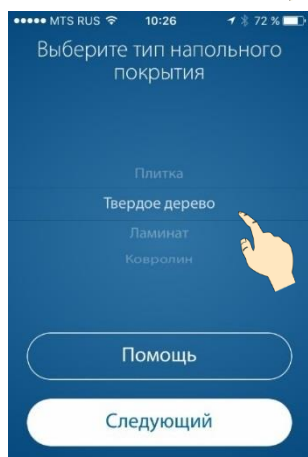 MTS RUS 10:26 72 %
Выберите тип напольного
покрытия
Плитка
Твердое дерево
Ламинат
Ковролин
Помощь
Следующий